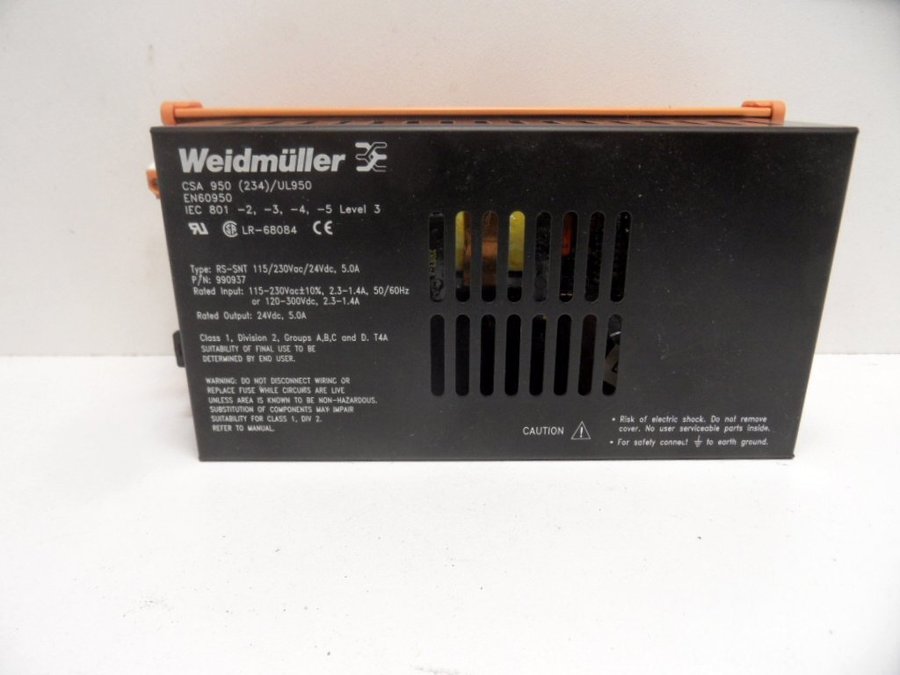 Weidmüller
CSA 950 (234)/UL950
EN60950
IEC 801 -2, -3, -4, -5 Level 3
LR-68084 CE
Type: RS-SNT 115/230Vac/24Vdc, 5.0A
P/N: 990937
Rated Input: 115-230Vac±10%, 2.3-1.4A, 50/60Hz
or 120-300Vdc, 2.3-1.4A
Rated Output: 24Vdc, 5.0A
Class 1, Division 2, Groups A,B,C and D. T4A
SUITABILITY OF FINAL USE TO BE
DETERMINED BY END USER.
WARNING: DO NOT DISCONNECT WIRING OR
REPLACE FUSE WHILE CIRCUITS ARE LIVE
UNLESS AREA IS KNOWN TO BE NON-HAZARDOUS.
SUBSTITUTION OF COMPONENTS MAY IMPAIR
SUITABILITY FOR CLASS 1, DIV 2.
REFER TO MANUAL.
CAUTION
• Risk of electric shock. Do not remove
cover. No user serviceable parts inside.
• For safety connect ⏚ to earth ground.